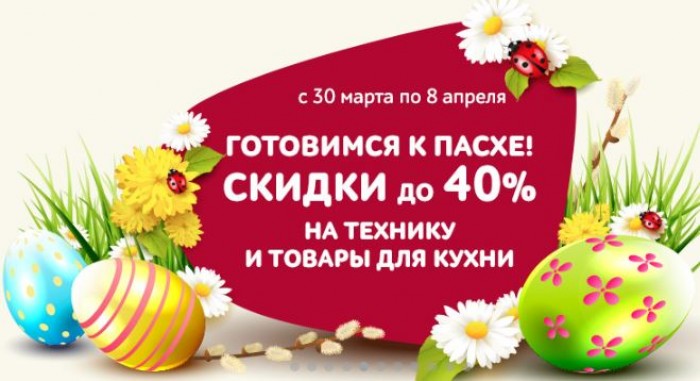 с 30 марта по 8 апреля
ГОТОВИМСЯ К ПАСХЕ!
СКИДКИ до 40%
НА ТЕХНИКУ
И ТОВАРЫ ДЛЯ КУХНИ